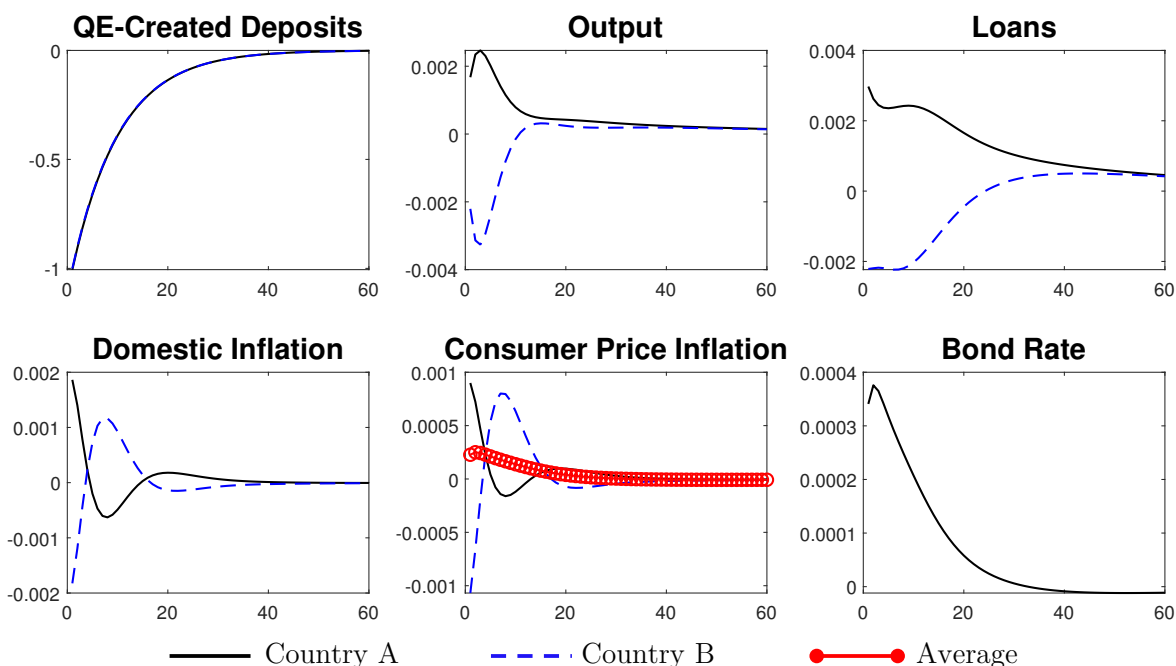 QE-Created Deposits
0
-0.5
-1
0 20 40 60
Output
0.002
0
-0.002
-0.004
0 20 40 60
Loans
0.004
0.002
0
-0.002
0 20 40 60
Domestic Inflation
0.002
0.001
0
-0.001
-0.002
0 20 40 60
Consumer Price Inflation
0.001
0.0005
0
-0.0005
-0.001
0 20 40 60
Bond Rate
0.0004
0.0003
0.0002
0.0001
0
0 20 40 60
Country A Country B Average